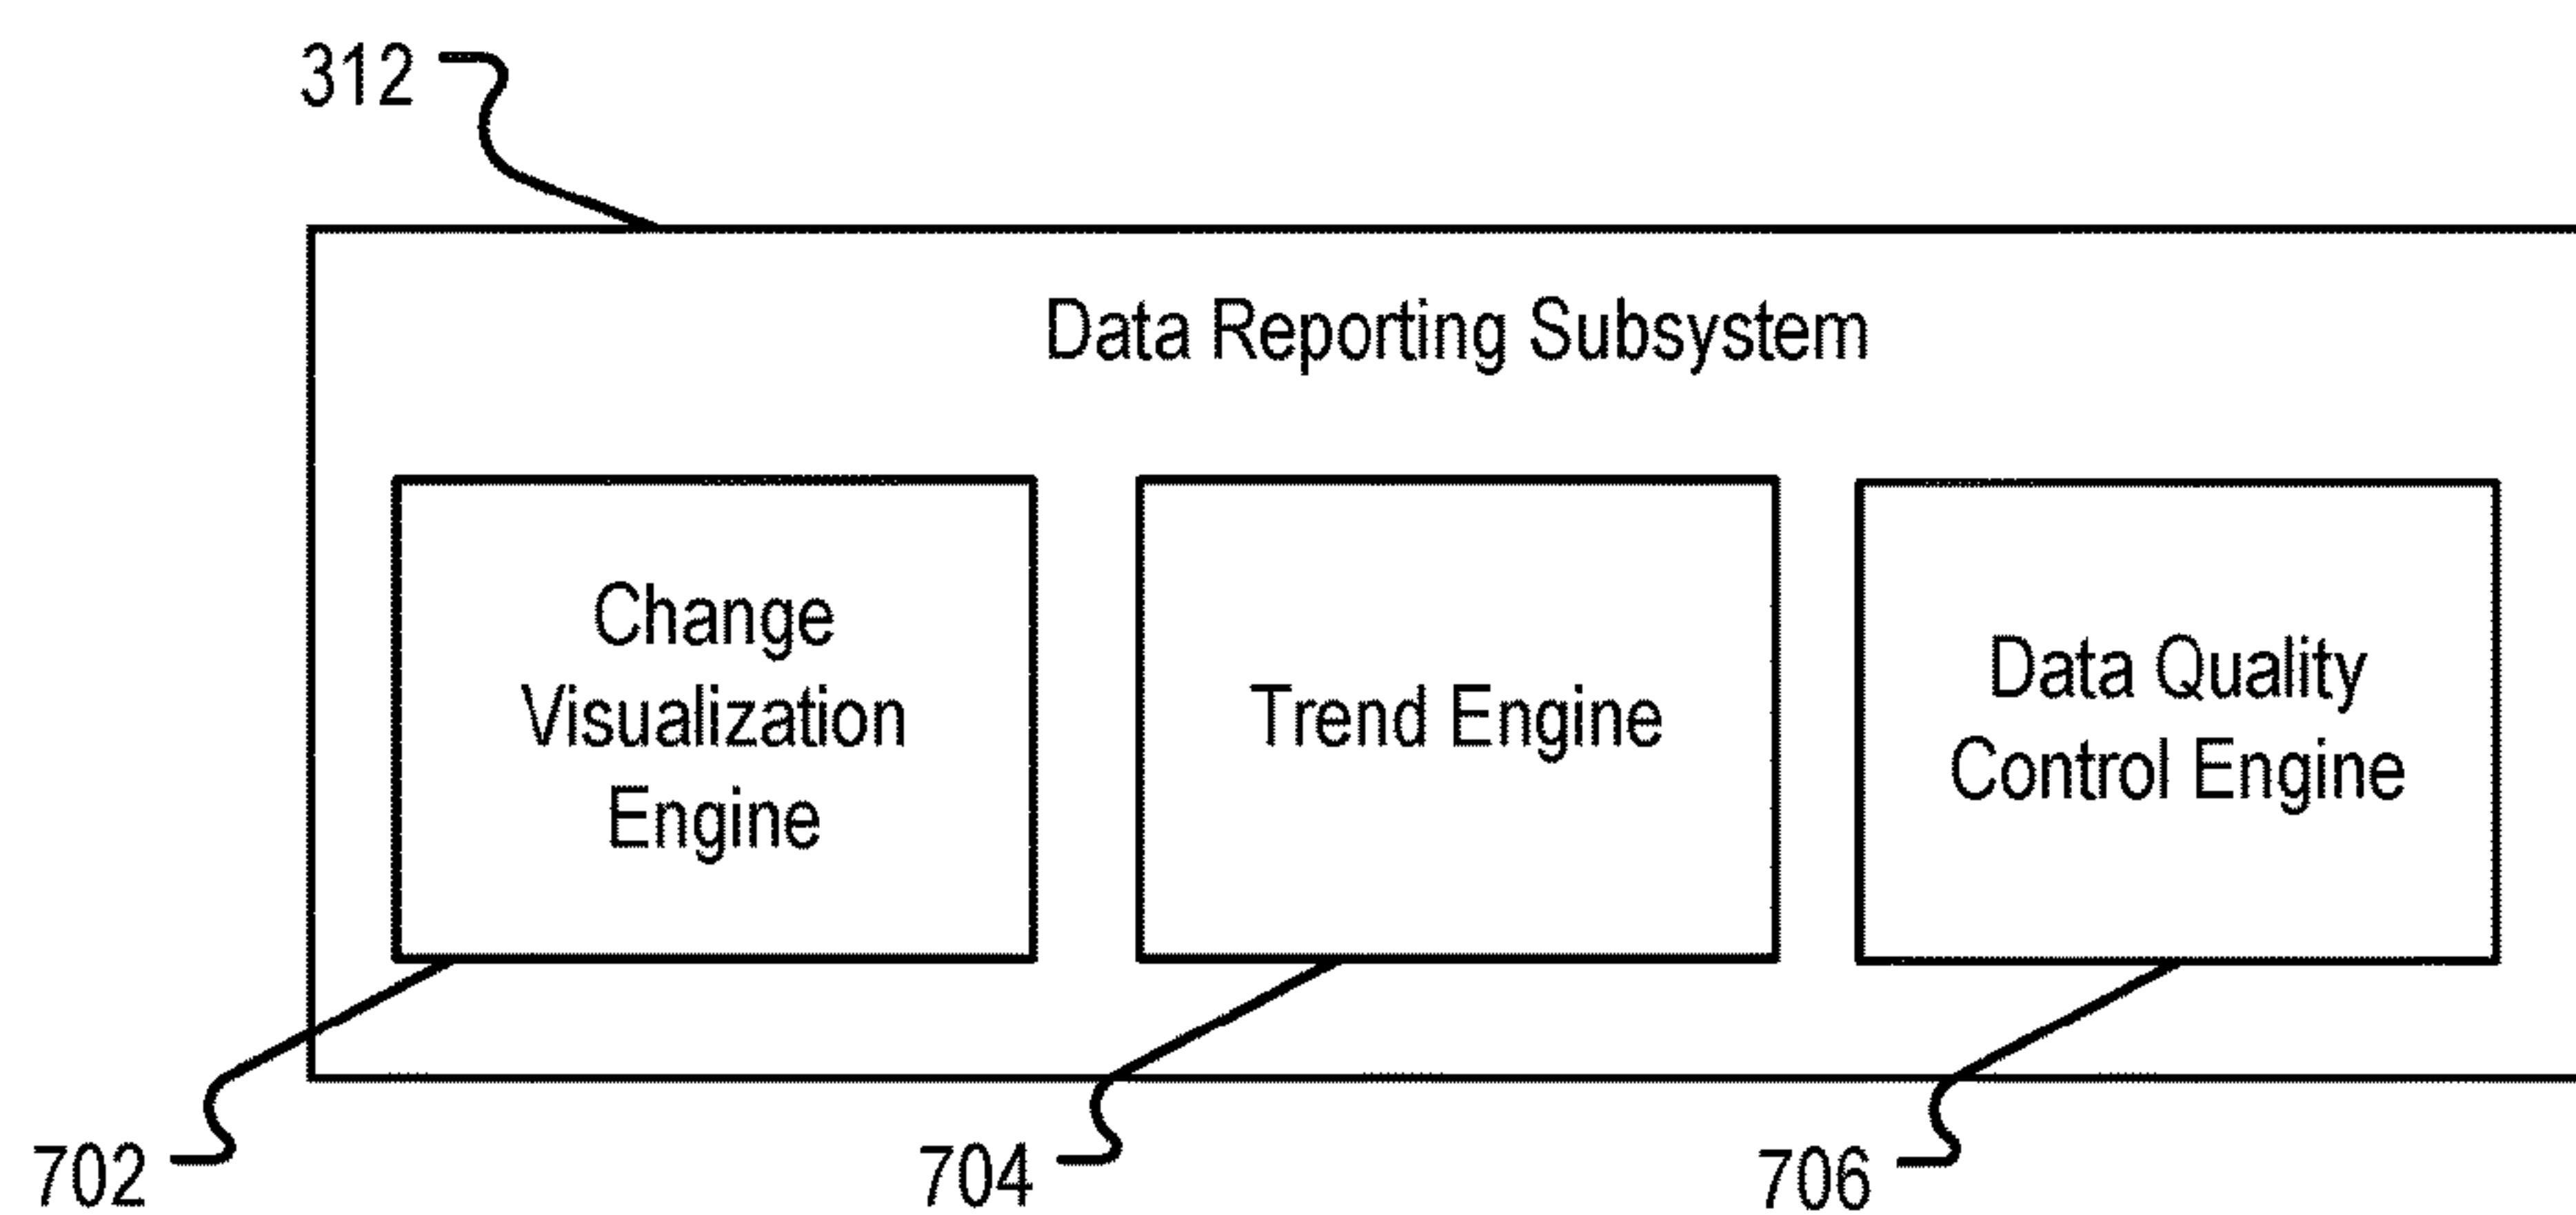 312
Data Reporting Subsystem
Change
Visualization
Engine
Trend Engine
Data Quality
Control Engine
702
704
706